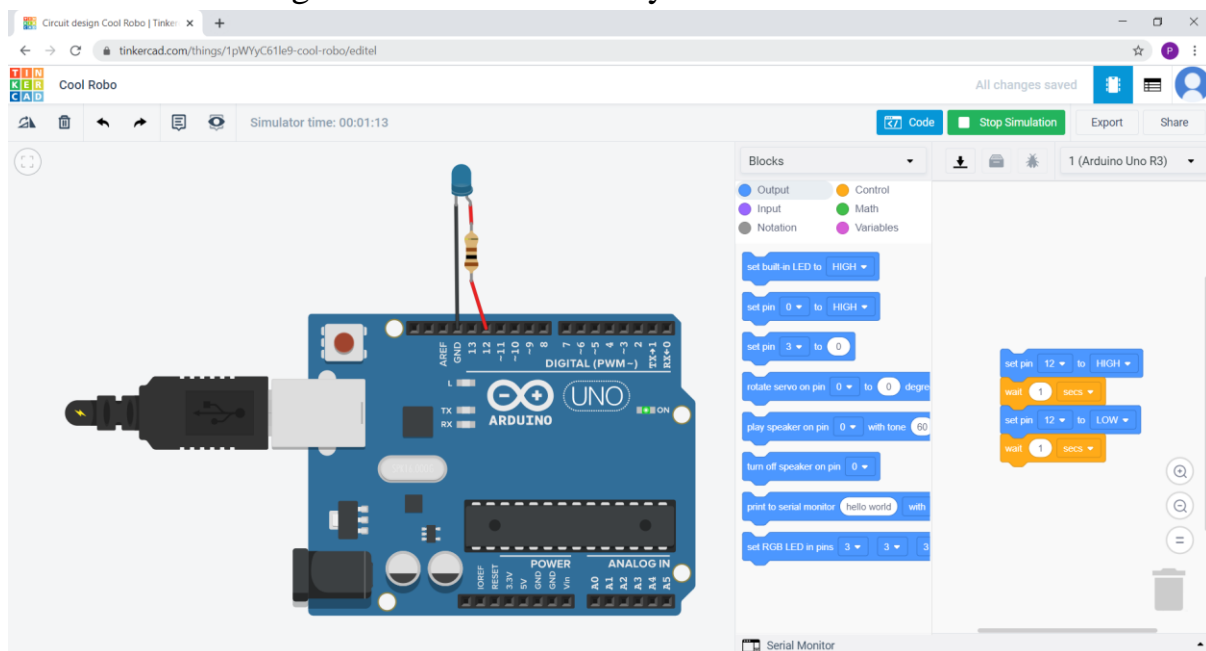 Circuit design Cool Robo | Tinker
tinkercad.com/things/1pWYyC61le9-cool-robo/editel
P
TIN
KER
CAD
Cool Robo
All changes saved
Simulator time: 00:01:13
Code
Stop Simulation
Export
Share
Blocks
1 (Arduino Uno R3)
Output
Control
Input
Math
Notation
Variables
set built-in LED to HIGH
set pin 0 to HIGH
set pin 3 to 0
rotate servo on pin 0 to 0 degre
play speaker on pin 0 with tone 60
turn off speaker on pin 0
print to serial monitor hello world with
set RGB LED in pins 3 3 3
set pin 12 to HIGH
wait 1 secs
set pin 12 to LOW
wait 1 secs
AREF
GND
13
12
~11
~10
~9
8
7
~6
~5
4
~3
2
TX→1
RX←0
DIGITAL (PWM~)
L
TX
RX
ARDUINO
UNO
ON
POWER
ANALOG IN
IOREF
RESET
3.3V
5V
GND
GND
Vin
A0
A1
A2
A3
A4
A5
Serial Monitor